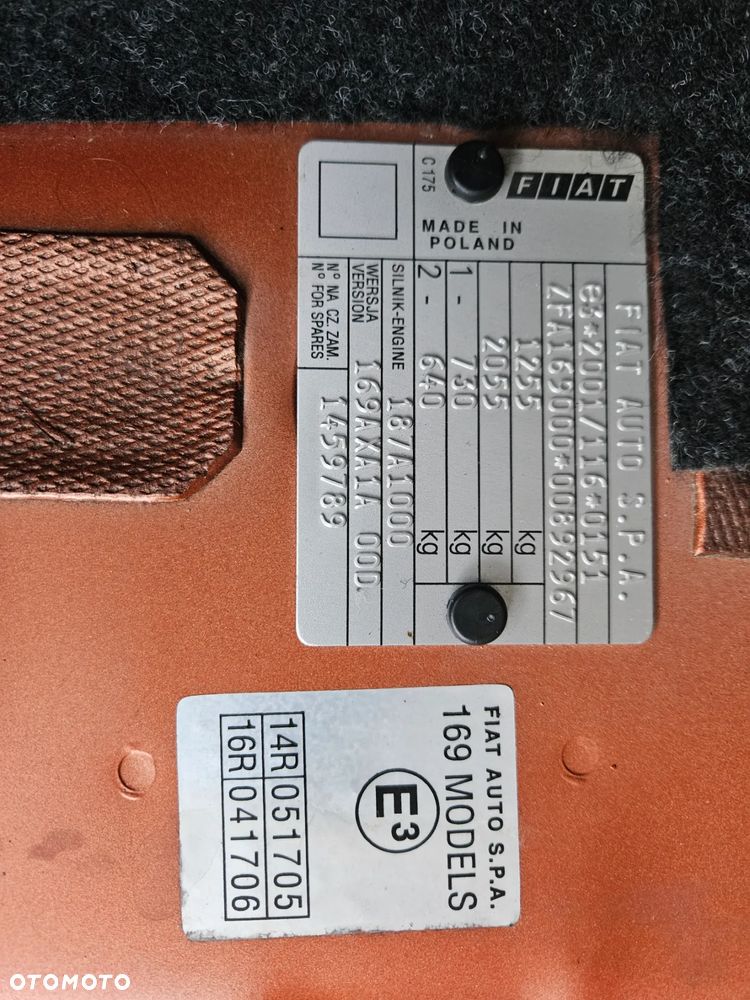 C 175
FIAT
MADE IN
POLAND
FIAT AUTO S.P.A.
e3*2001/116*0151
ZFA169000*00892967
1255 kg
2055 kg
1- 730 kg
2- 640 kg
SILNIK-ENGINE 187A1000
WERSJA
VERSION 169AXA1A 00D
Nº NA CZ. ZAM.
Nº FOR SPARES 1459789
FIAT AUTO S.P.A.
169 MODELS
E3
14R 051705
16R 041706
OTOMOTO